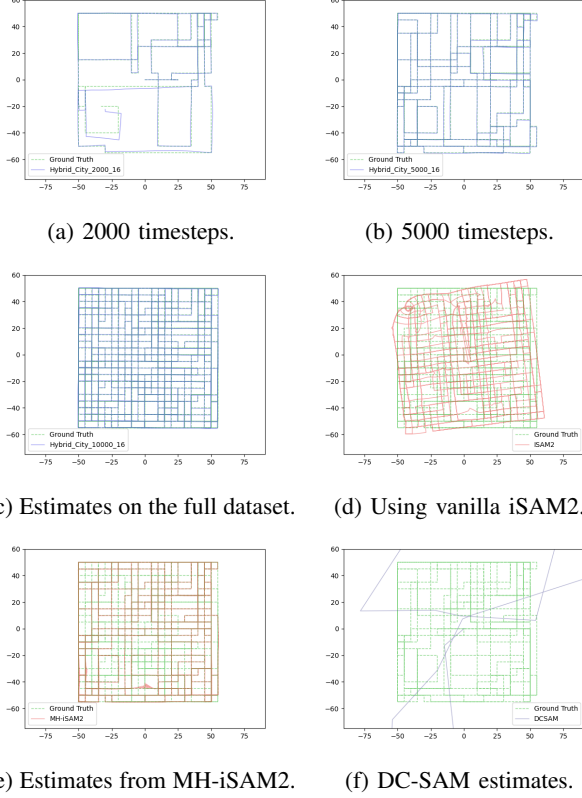 60
40
20
0
−20
−40
−60
Ground Truth
Hybrid_City_2000_16
−75 −50 −25 0 25 50 75
(a) 2000 timesteps.
60
40
20
0
−20
−40
−60
Ground Truth
Hybrid_City_5000_16
−75 −50 −25 0 25 50 75
(b) 5000 timesteps.
60
40
20
0
−20
−40
−60
Ground Truth
Hybrid_City_10000_16
−75 −50 −25 0 25 50 75
c) Estimates on the full dataset.
60
40
20
0
−20
−40
−60
Ground Truth
ISAM2
−75 −50 −25 0 25 50 75
(d) Using vanilla iSAM2.
60
40
20
0
−20
−40
−60
Ground Truth
MH-iSAM2
−75 −50 −25 0 25 50 75
e) Estimates from MH-iSAM2.
60
40
20
0
−20
−40
−60
Ground Truth
DCSAM
−75 −50 −25 0 25 50 75
(f) DC-SAM estimates.